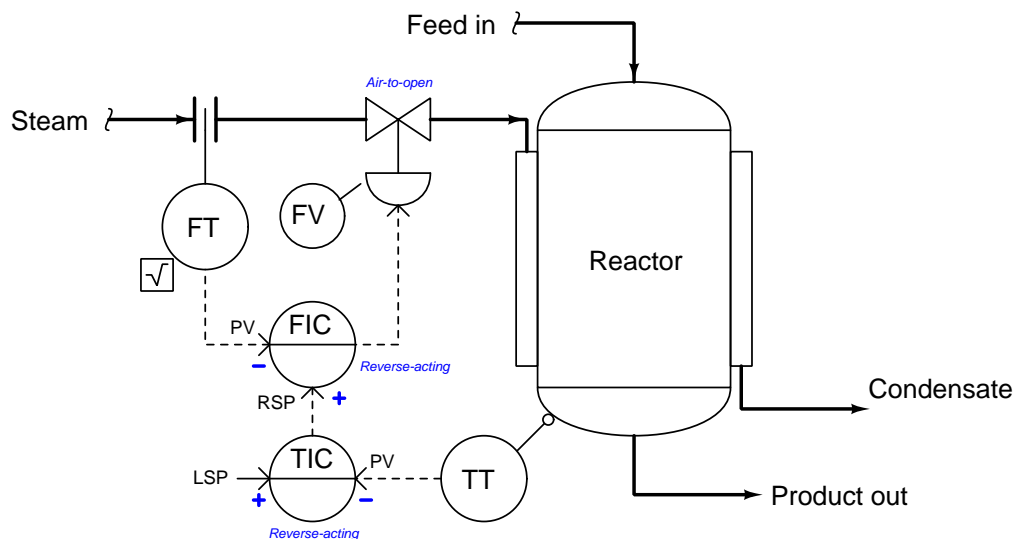 Feed in
Air-to-open
Steam
FT
FV
√
Reactor
PV
FIC
−
Reverse-acting
RSP
+
Condensate
TIC
PV
LSP
TT
+
−
Product out
Reverse-acting